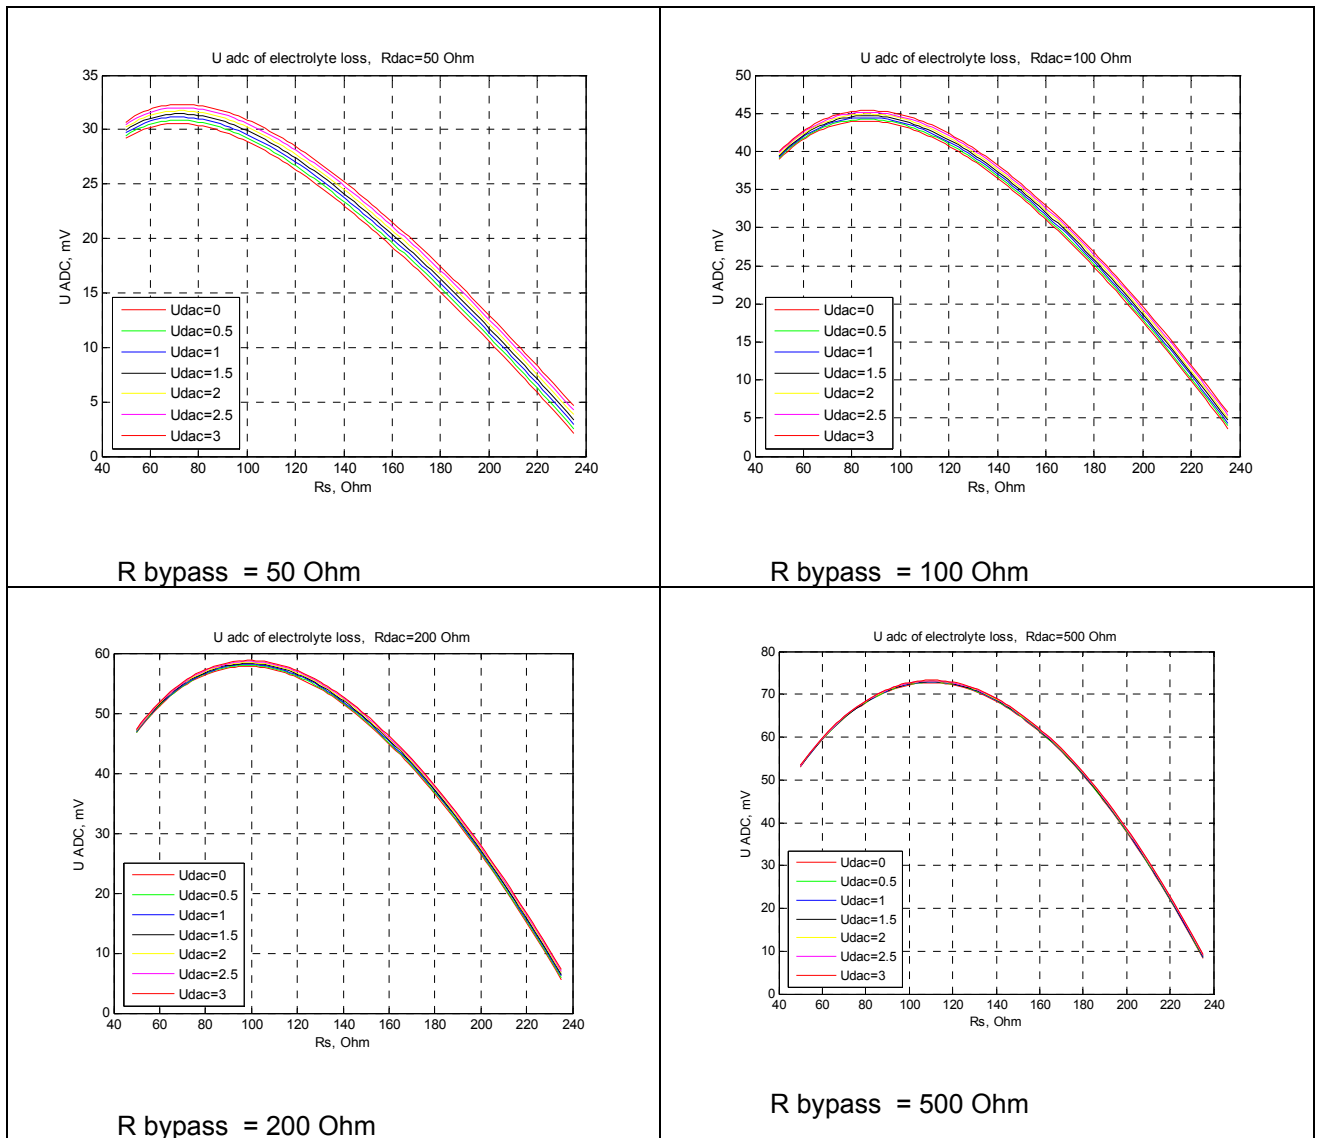 U adc of electrolyte loss, Rdac=50 Ohm
35
30
25
20
15
10
5
0
U ADC, mV
Udac=0
Udac=0.5
Udac=1
Udac=1.5
Udac=2
Udac=2.5
Udac=3
40 60 80 100 120 140 160 180 200 220 240
Rs, Ohm
R bypass = 50 Ohm
U adc of electrolyte loss, Rdac=100 Ohm
50
45
40
35
30
25
20
15
10
5
0
U ADC, mV
Udac=0
Udac=0.5
Udac=1
Udac=1.5
Udac=2
Udac=2.5
Udac=3
40 60 80 100 120 140 160 180 200 220 240
Rs, Ohm
R bypass = 100 Ohm
U adc of electrolyte loss, Rdac=200 Ohm
60
50
40
30
20
10
0
U ADC, mV
Udac=0
Udac=0.5
Udac=1
Udac=1.5
Udac=2
Udac=2.5
Udac=3
40 60 80 100 120 140 160 180 200 220 240
Rs, Ohm
R bypass = 200 Ohm
U adc of electrolyte loss, Rdac=500 Ohm
80
70
60
50
40
30
20
10
0
U ADC, mV
Udac=0
Udac=0.5
Udac=1
Udac=1.5
Udac=2
Udac=2.5
Udac=3
40 60 80 100 120 140 160 180 200 220 240
Rs, Ohm
R bypass = 500 Ohm